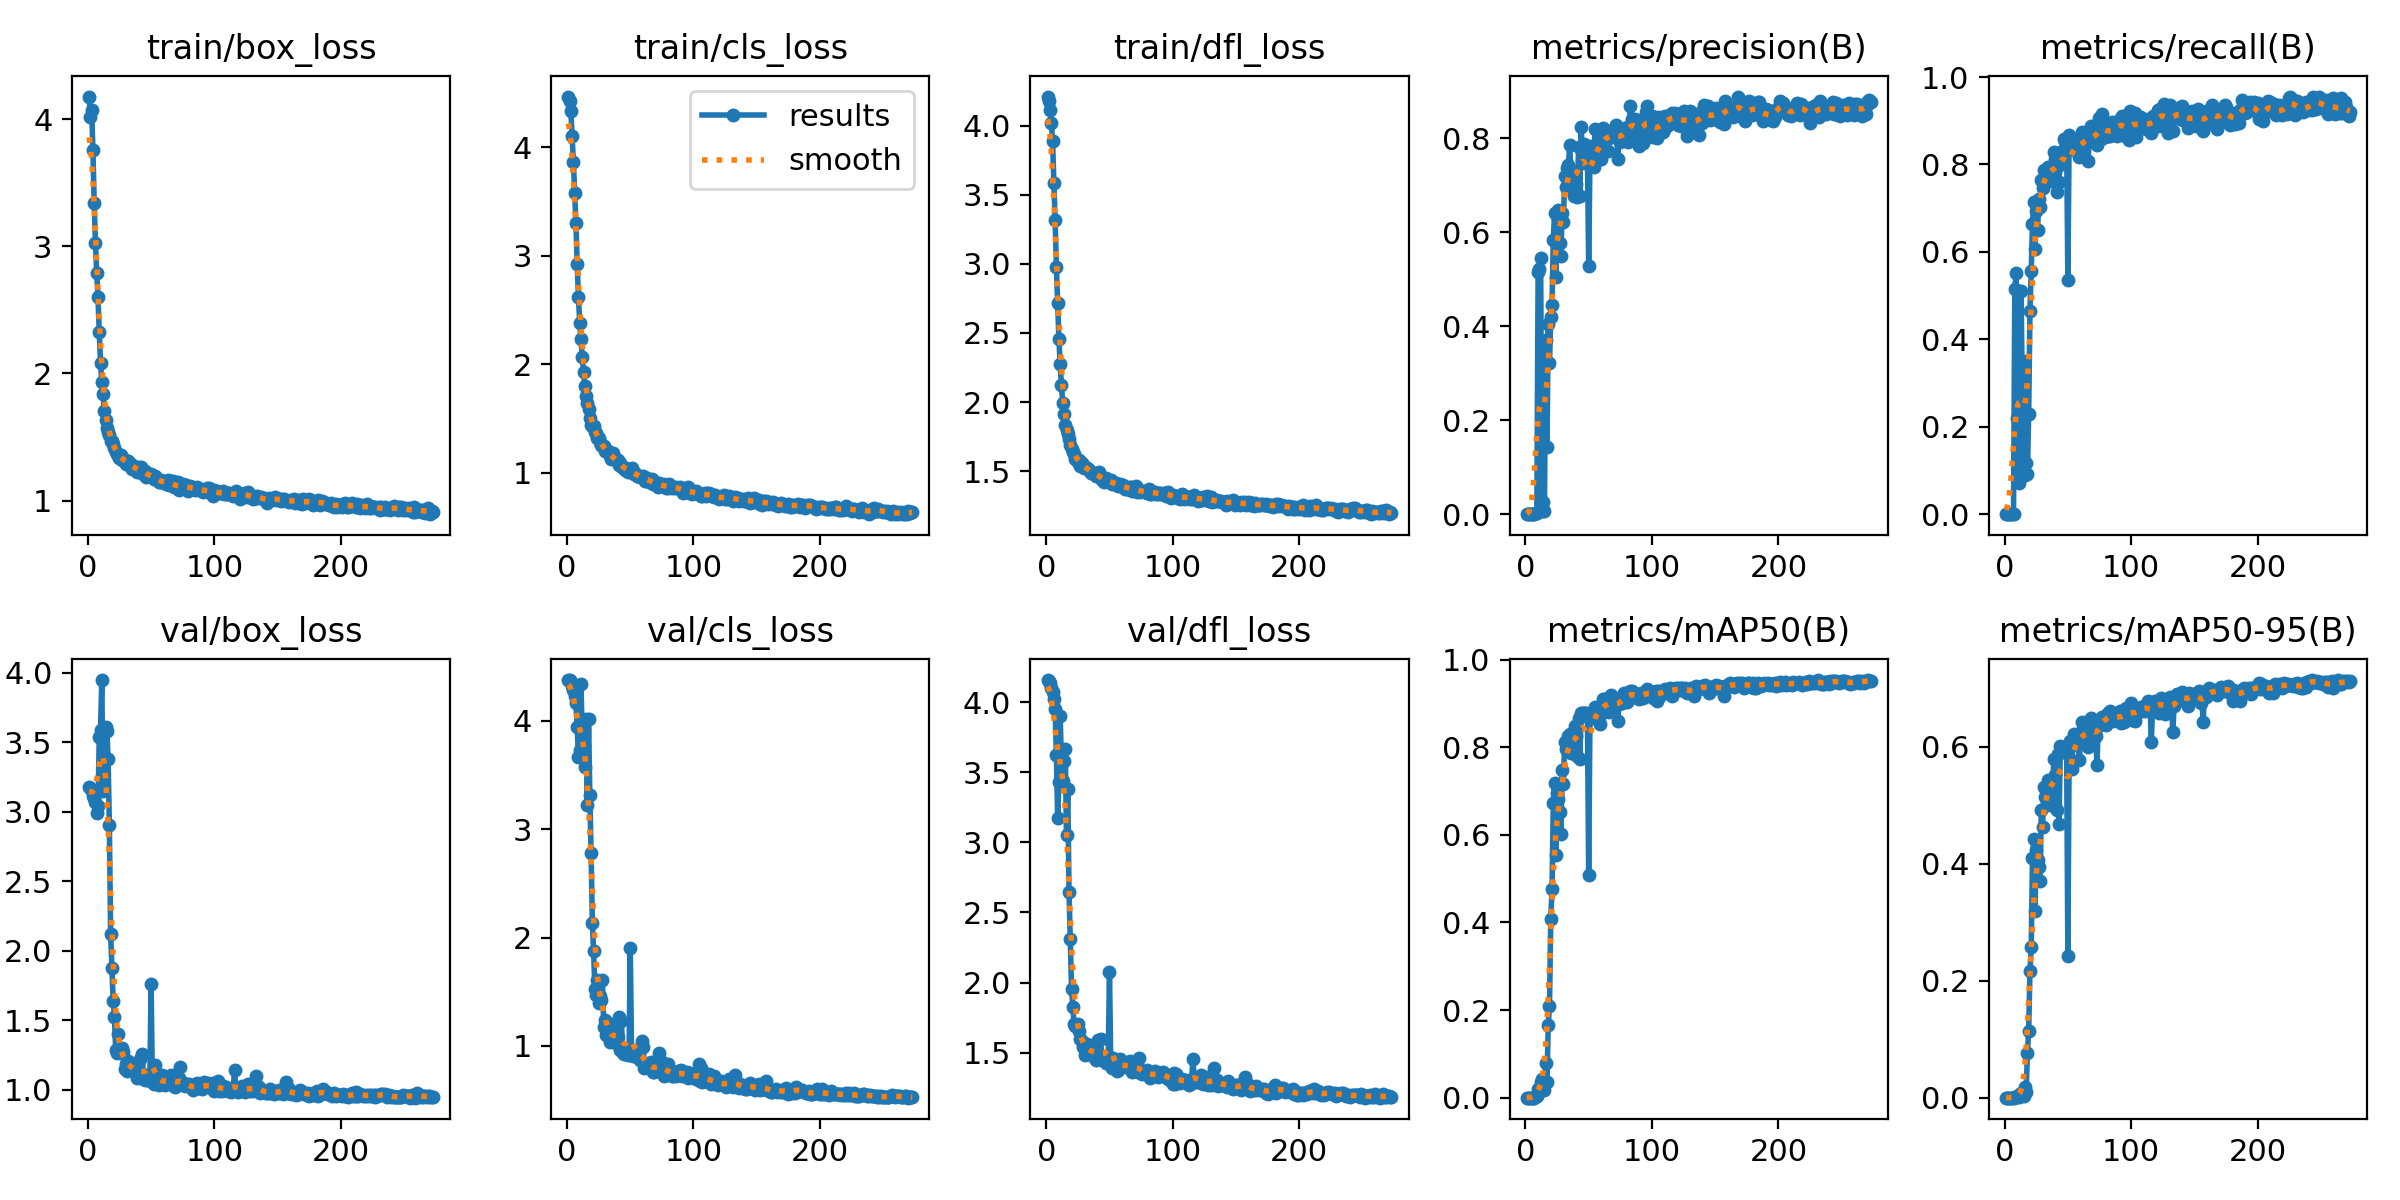 train/box_loss
4
3
2
1
0 100 200
train/cls_loss
results
smooth
4
3
2
1
0 100 200
train/dfl_loss
4.0
3.5
3.0
2.5
2.0
1.5
0 100 200
metrics/precision(B)
0.8
0.6
0.4
0.2
0.0
0 100 200
metrics/recall(B)
1.0
0.8
0.6
0.4
0.2
0.0
0 100 200
val/box_loss
4.0
3.5
3.0
2.5
2.0
1.5
1.0
0 100 200
val/cls_loss
4
3
2
1
0 100 200
val/dfl_loss
4.0
3.5
3.0
2.5
2.0
1.5
0 100 200
metrics/mAP50(B)
1.0
0.8
0.6
0.4
0.2
0.0
0 100 200
metrics/mAP50-95(B)
0.6
0.4
0.2
0.0
0 100 200